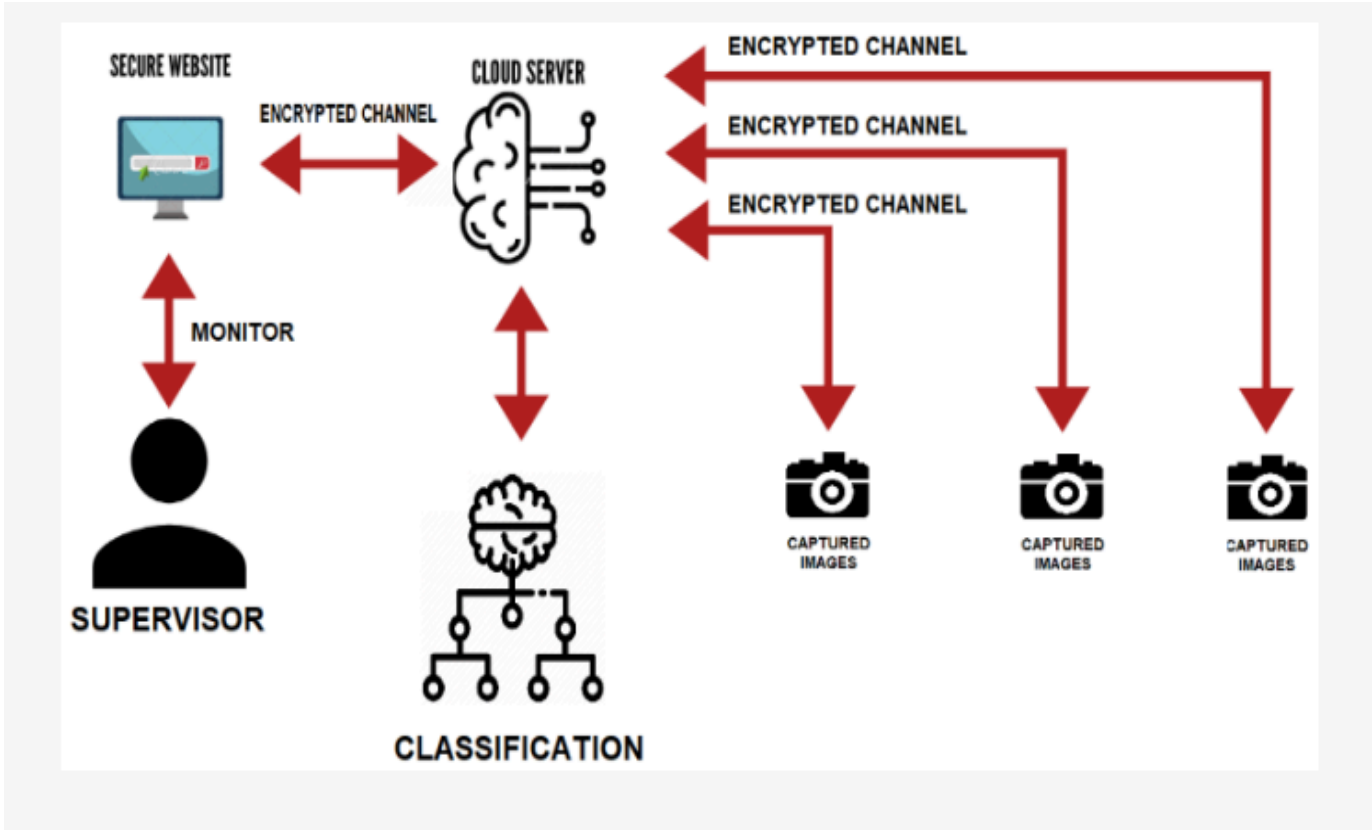 SECURE WEBSITE
CLOUD SERVER
ENCRYPTED CHANNEL
ENCRYPTED CHANNEL
ENCRYPTED CHANNEL
ENCRYPTED CHANNEL
MONITOR
SUPERVISOR
CLASSIFICATION
CAPTURED
IMAGES
CAPTURED
IMAGES
CAPTURED
IMAGES